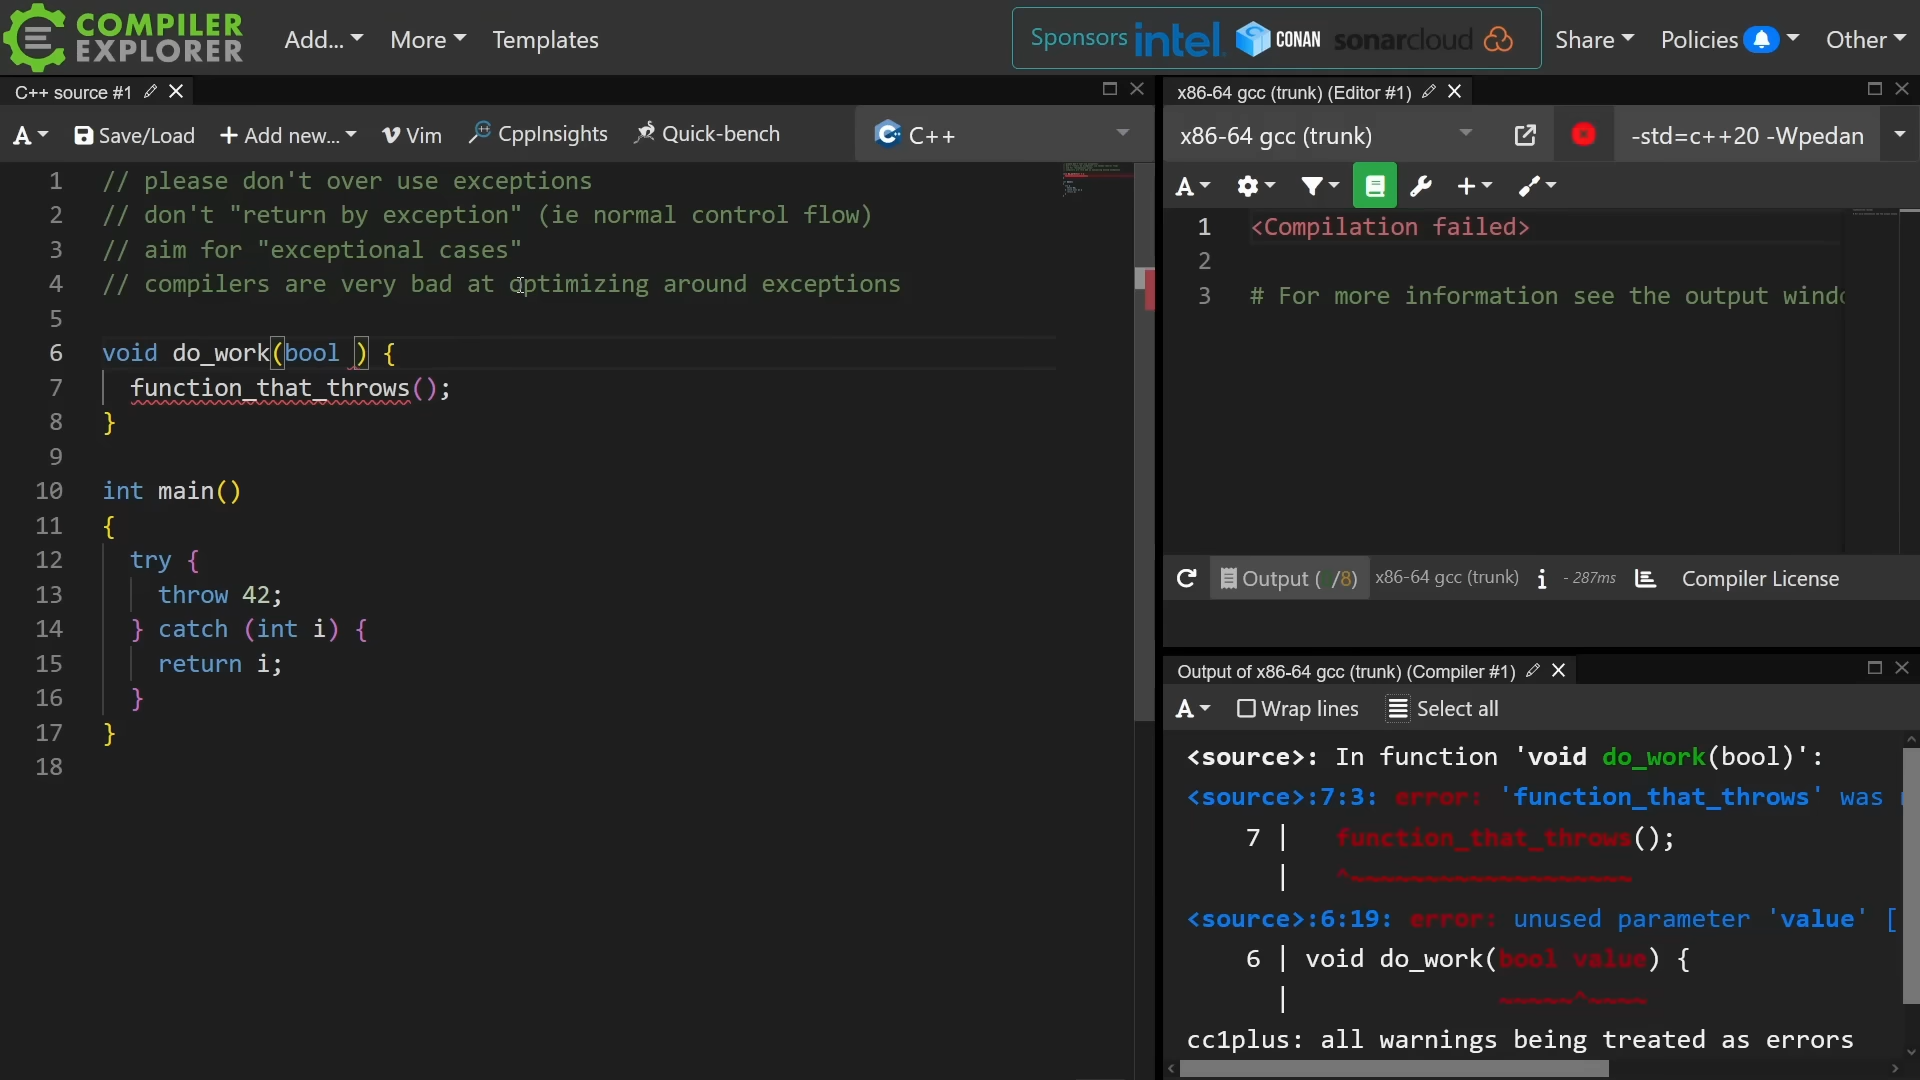 COMPILER
EXPLORER
Add...
More
Templates
Sponsors intel. CONAN sonarcloud
Share
Policies
Other
C++ source #1
A
Save/Load
+ Add new...
Vim
CppInsights
Quick-bench
C++
1 // please don't over use exceptions
2 // don't "return by exception" (ie normal control flow)
3 // aim for "exceptional cases"
4 // compilers are very bad at optimizing around exceptions
5
6 void do_work(bool ) {
7 function_that_throws();
8 }
9
10 int main()
11 {
12 try {
13 throw 42;
14 } catch (int i) {
15 return i;
16 }
17 }
18
x86-64 gcc (trunk) (Editor #1)
x86-64 gcc (trunk)
-std=c++20 -Wpedan
A
1 <Compilation failed>
2
3 # For more information see the output windo
Output ( /8) x86-64 gcc (trunk) i - 287ms Compiler License
Output of x86-64 gcc (trunk) (Compiler #1)
A Wrap lines Select all
<source>: In function 'void do_work(bool)':
<source>:7:3: error: 'function_that_throws' was
7 | function_that_throws();
| ^~~~~~~~~~~~~~~~~~~~
<source>:6:19: error: unused parameter 'value' [
6 | void do_work(bool value) {
| ~~~~~^~~~~
cc1plus: all warnings being treated as errors